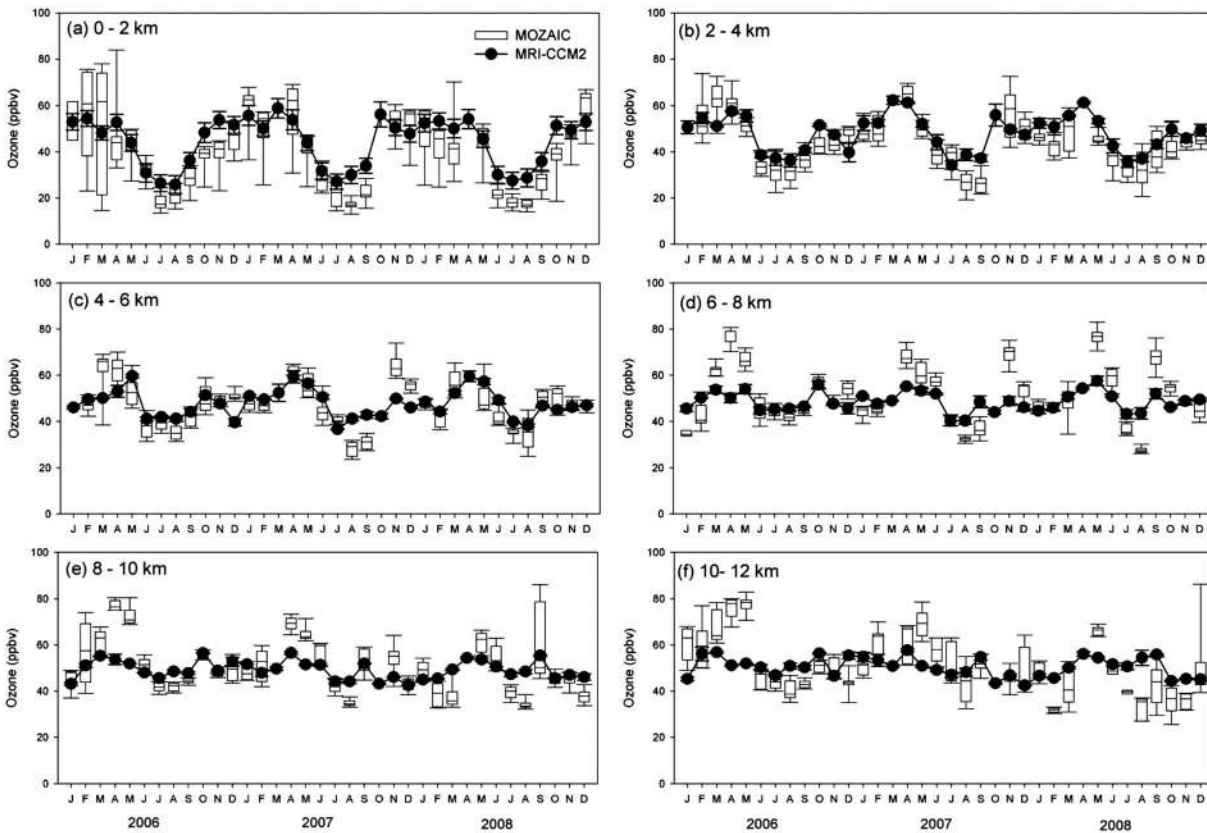 (a) 0 - 2 km
MOZAIC
MRI-CCM2
Ozone (ppbv)
100
80
60
40
20
0
J F M A M J J A S O N D J F M A M J J A S O N D J F M A M J J A S O N D
(b) 2 - 4 km
100
80
60
40
20
0
J F M A M J J A S O N D J F M A M J J A S O N D J F M A M J J A S O N D
(c) 4 - 6 km
Ozone (ppbv)
100
80
60
40
20
0
J F M A M J J A S O N D J F M A M J J A S O N D J F M A M J J A S O N D
(d) 6 - 8 km
100
80
60
40
20
0
J F M A M J J A S O N D J F M A M J J A S O N D J F M A M J J A S O N D
(e) 8 - 10 km
Ozone (ppbv)
100
80
60
40
20
0
J F M A M J J A S O N D J F M A M J J A S O N D J F M A M J J A S O N D
2006 2007 2008
(f) 10- 12 km
100
80
60
40
20
0
J F M A M J J A S O N D J F M A M J J A S O N D J F M A M J J A S O N D
2006 2007 2008